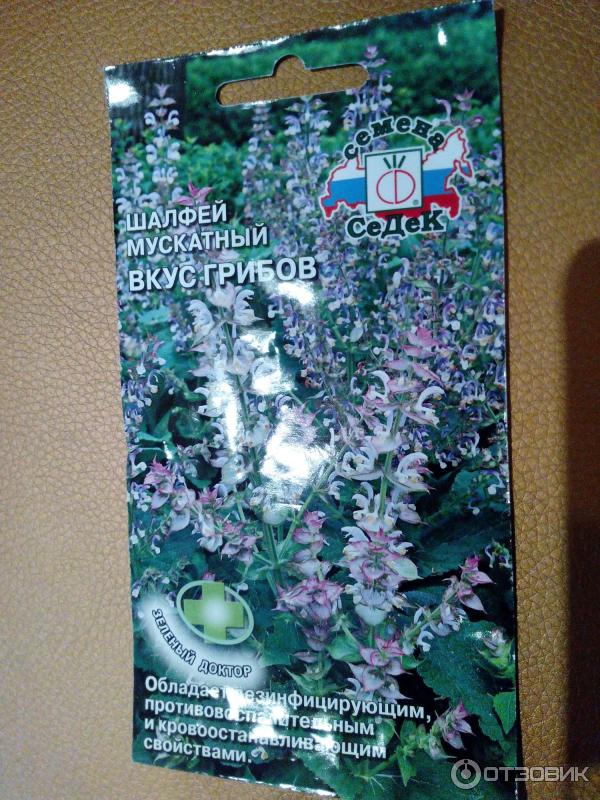 семена
СеДеК
ШАЛФЕЙ
МУСКАТНЫЙ
ВКУС ГРИБОВ
ЗЕЛЕНЫЙ ДОКТОР
Обладает дезинфицирующим,
противовоспалительным
и кровоостанавливающим
свойствами.
ОТЗОВИК